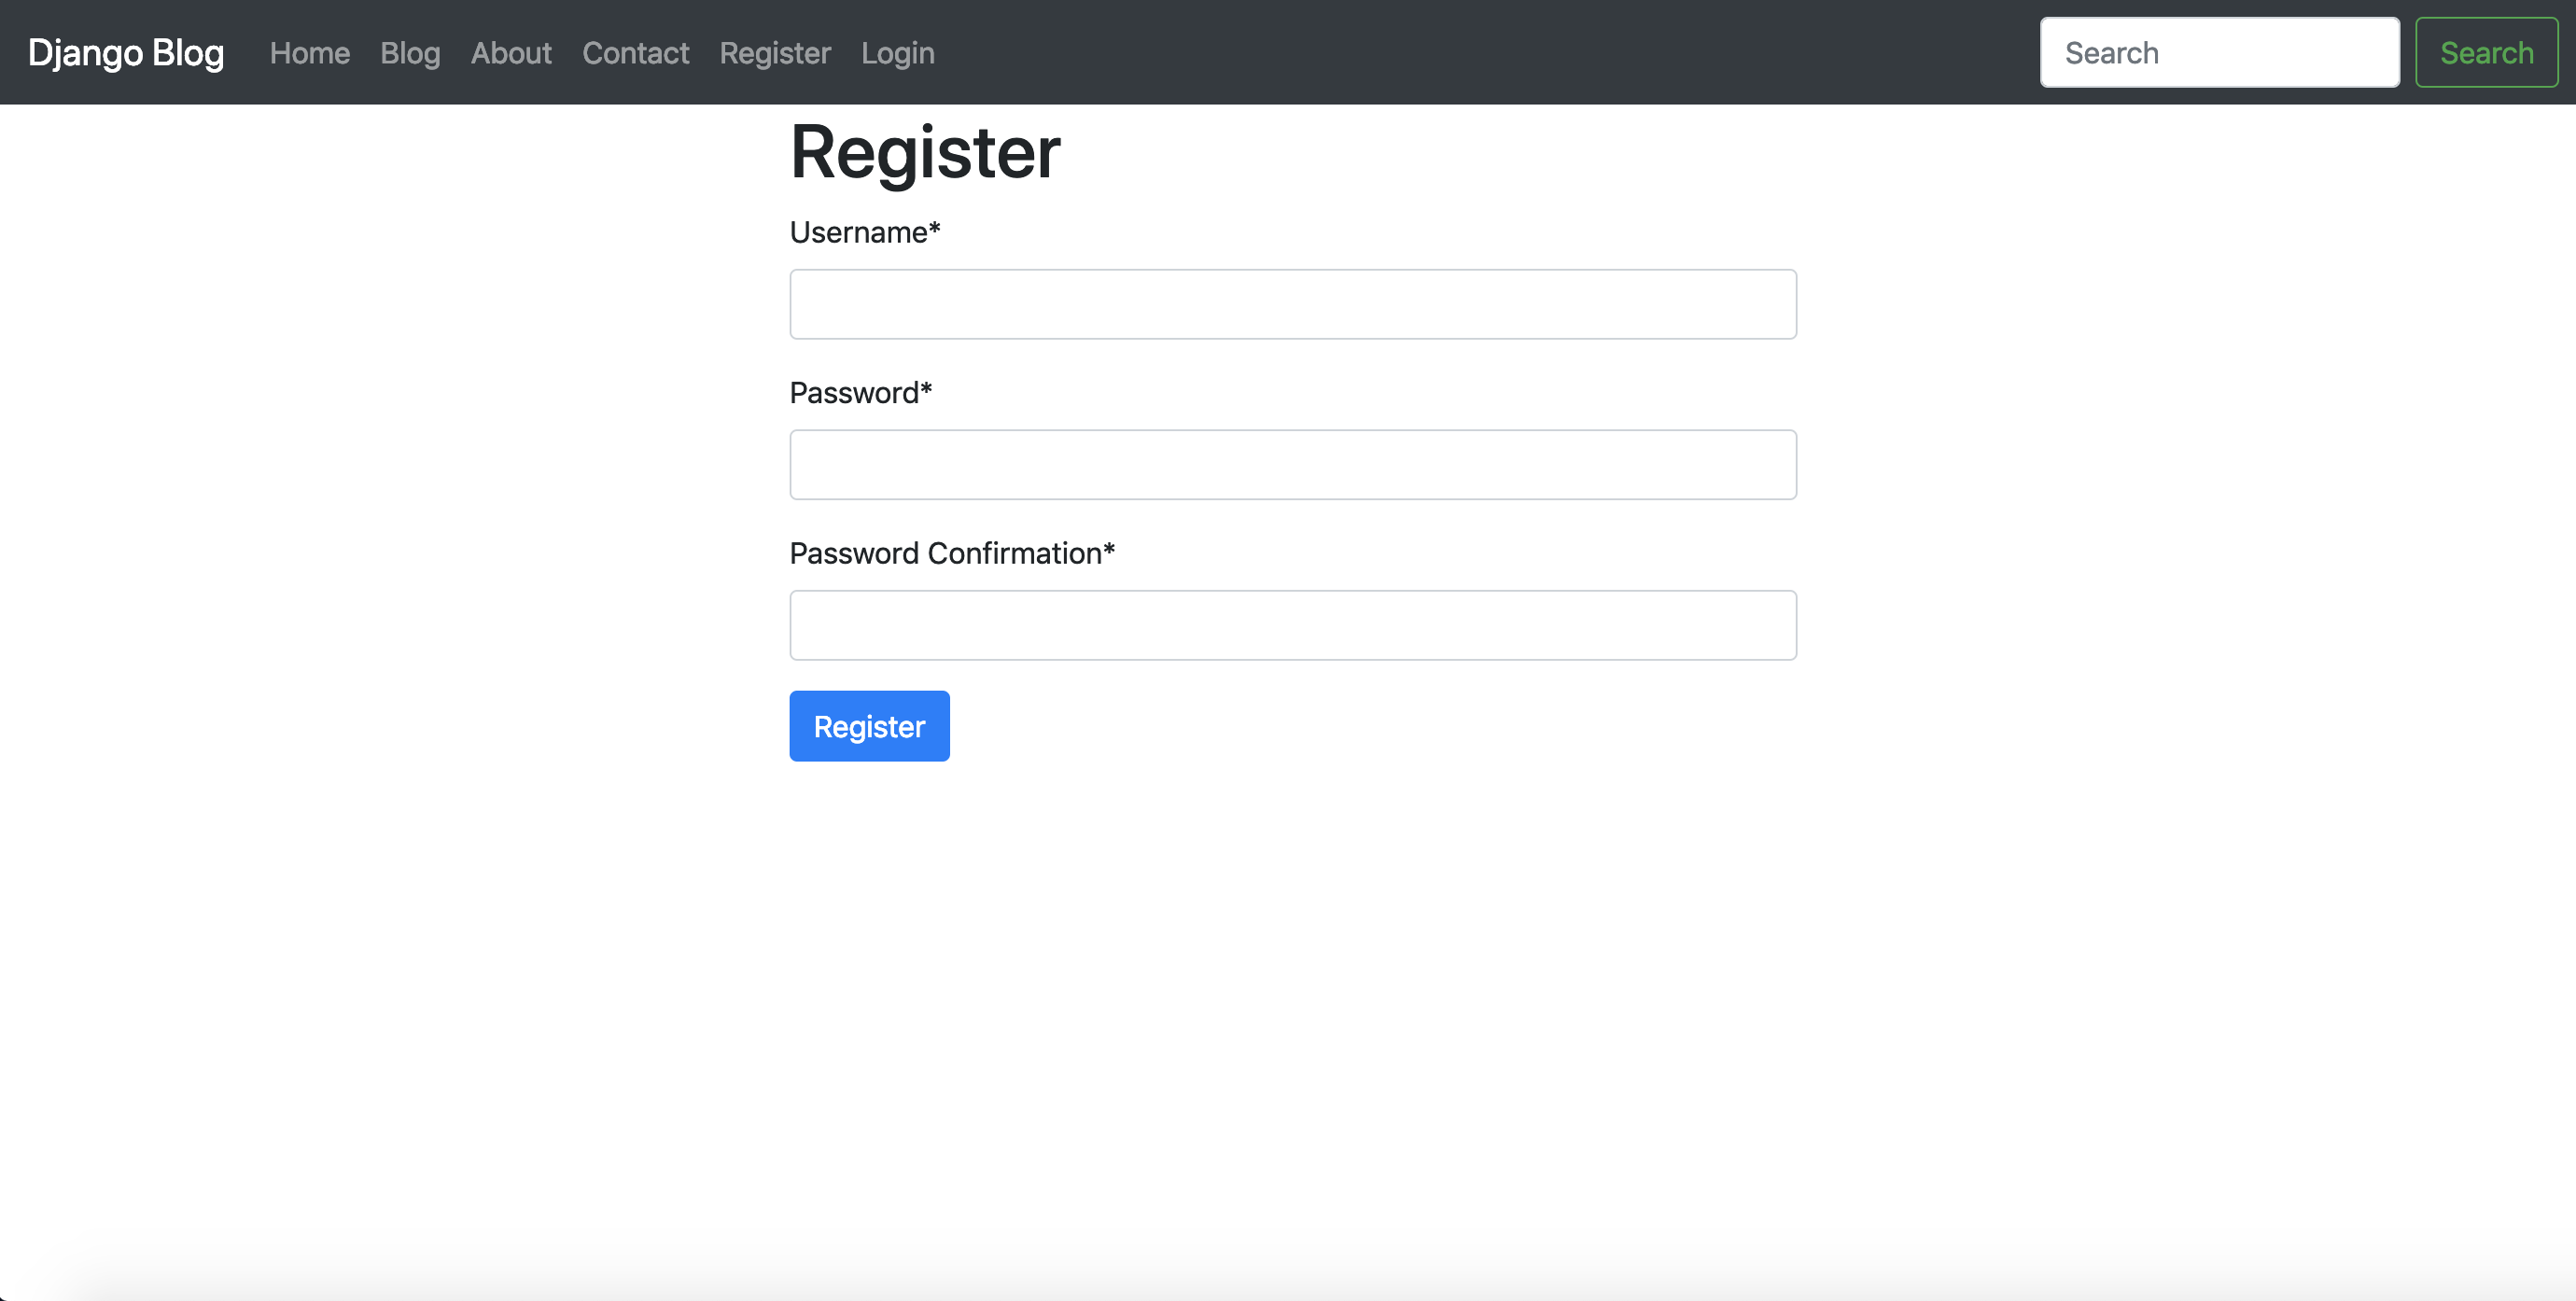 Django Blog Home Blog About Contact Register Login Search Search
Register
Username*
Password*
Password Confirmation*
Register